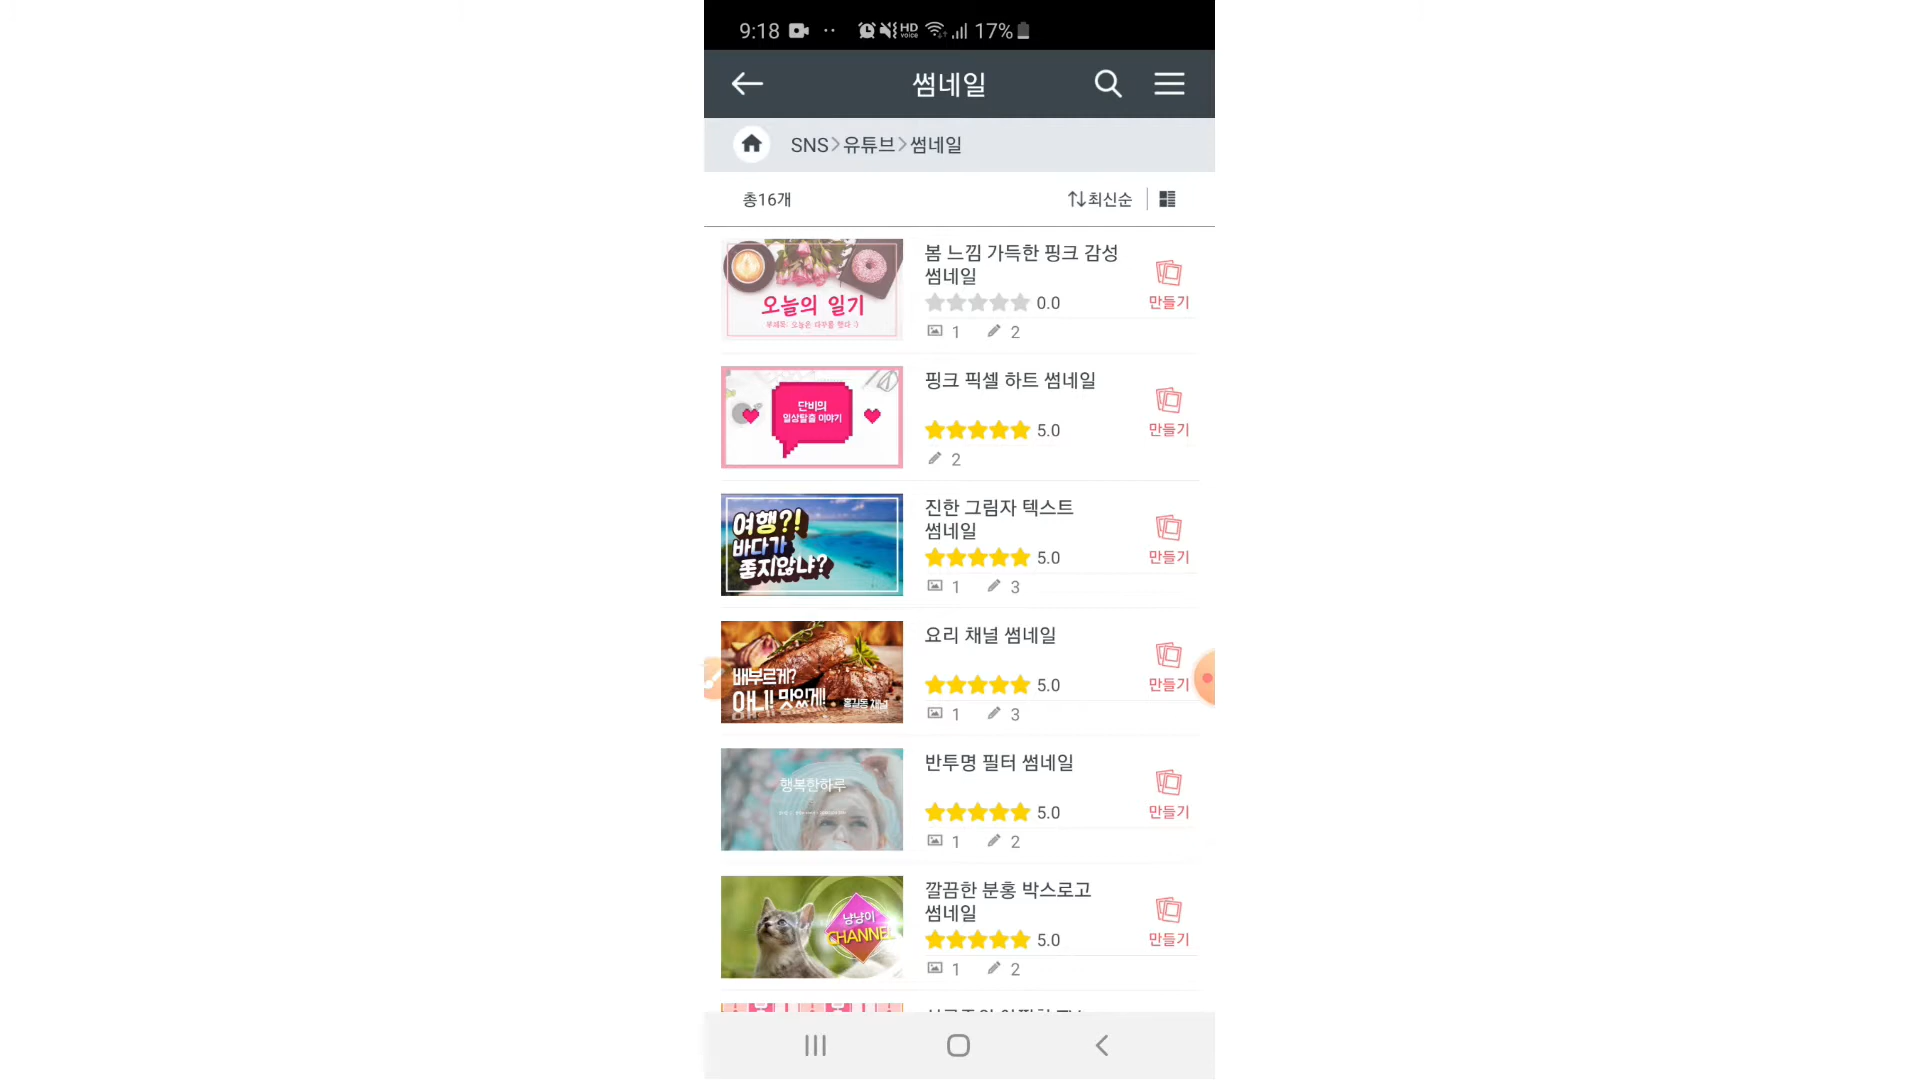 9:18 HD voice 17%
썸네일
SNS>유튜브>썸네일
총16개 최신순
오늘의 일기
봄 느낌 가득한 핑크 감성
썸네일
0.0
만들기
1 2
단비의
일상탈출 이야기
핑크 픽셀 하트 썸네일
5.0
만들기
2
여행?!
바다가
좋지않냐?
진한 그림자 텍스트
썸네일
5.0
만들기
1 3
배부르게?
아니! 맛있게!
홍길동 채널
요리 채널 썸네일
5.0
만들기
1 3
행복한하루
반투명 필터 썸네일
5.0
만들기
1 2
냥냥이
CHANNEL
깔끔한 분홍 박스로고
썸네일
5.0
만들기
1 2